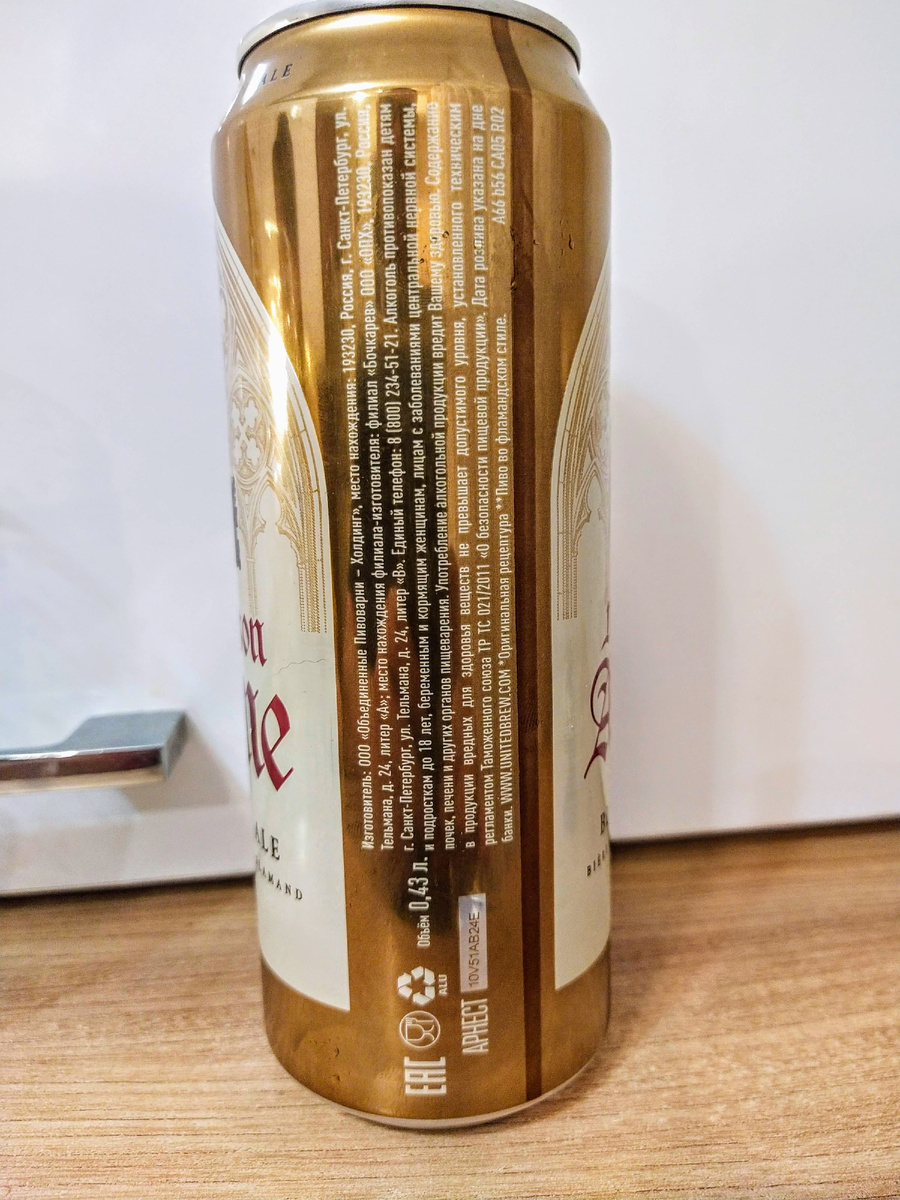 ALE
on
ne
ALE
AMAND
Изготовитель: ООО «Объединенные Пивоварни – Холдинг», место нахождения: 193230, Россия, г. Санкт-Петербург, ул.
Тельмана, д. 24, литер «А»; место нахождения филиала-изготовителя: филиал «Бочкарев» ООО «ОПХ», 193230, Россия,
г. Санкт-Петербург, ул. Тельмана, д. 24, литер «В». Единый телефон: 8 (800) 234-51-21. Алкоголь противопоказан детям
и подросткам до 18 лет, беременным и кормящим женщинам, лицам с заболеваниями центральной нервной системы,
почек, печени и других органов пищеварения. Употребление алкогольной продукции вредит Вашему здоровью. Содержание
в продукции вредных для здоровья веществ не превышает допустимого уровня, установленного техническим
регламентом Таможенного союза ТР ТС 021/2011 «О безопасности пищевой продукции». Дата розлива указана на дне
банки. WWW.UNITEDBREW.COM *Оригинальная рецептура **Пиво во фламандском стиле. A66 b56 CA05 R02
Объём 0,43 л.
ALU
EAC
АРНЕСТ 10V51AB24E
B
BIÈ